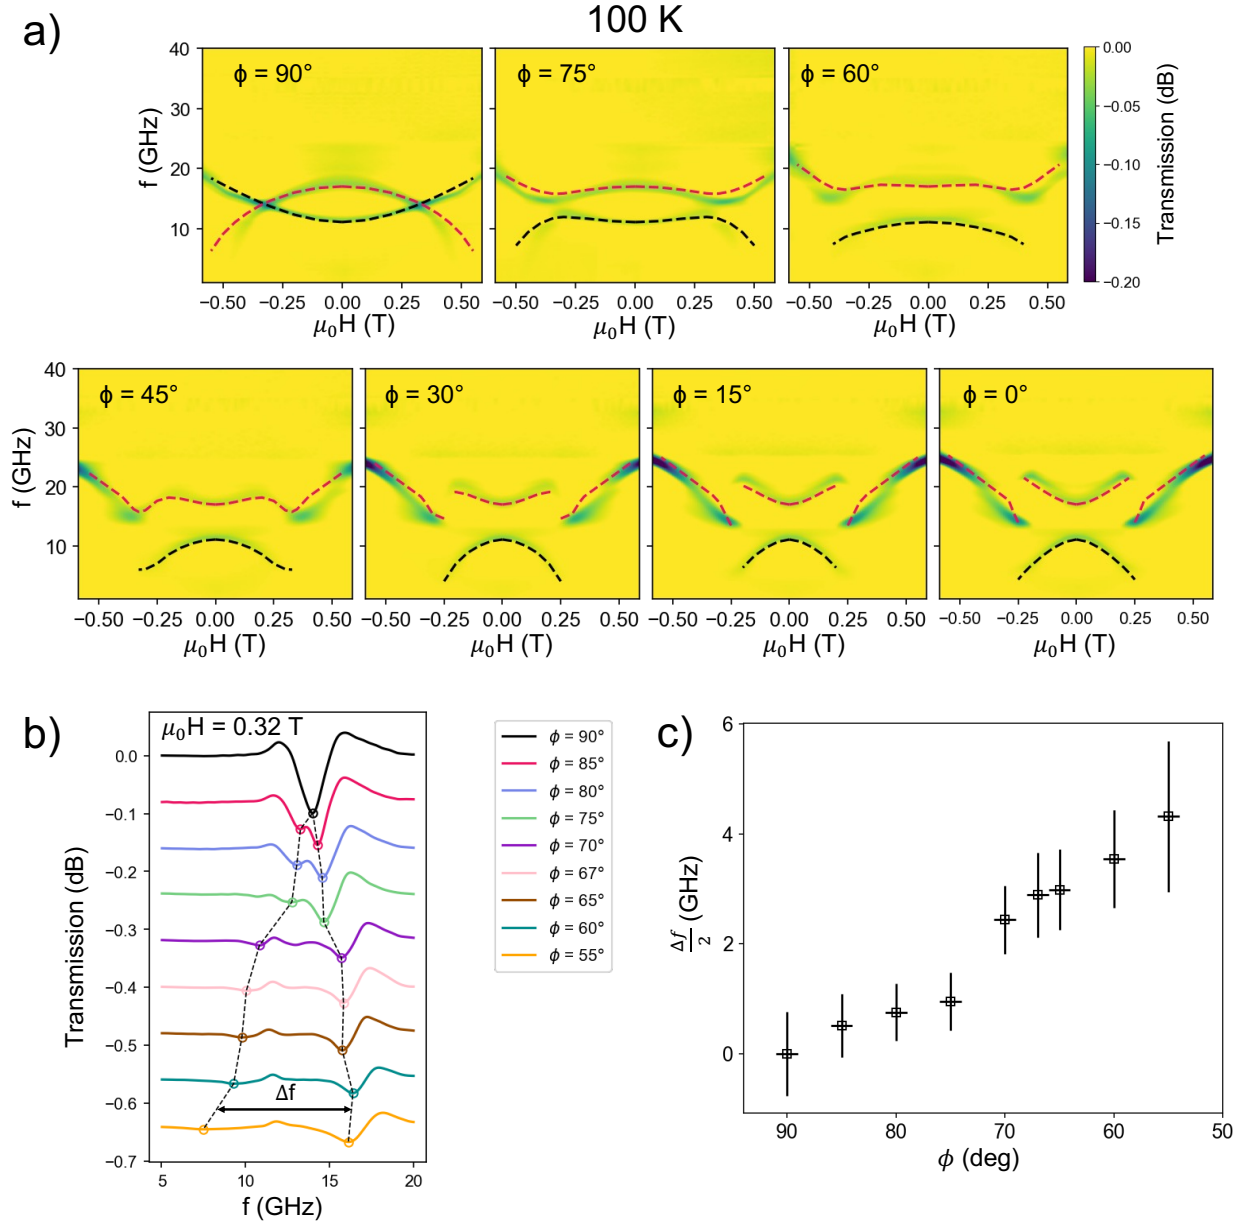 100 K
a)
ϕ = 90°
ϕ = 75°
ϕ = 60°
40
30
20
10
f (GHz)
−0.50 −0.25 0.00 0.25 0.50
−0.50 −0.25 0.00 0.25 0.50
−0.50 −0.25 0.00 0.25 0.50
μ₀H (T)
μ₀H (T)
μ₀H (T)
0.00
−0.05
−0.10
−0.15
−0.20
Transmission (dB)
ϕ = 45°
ϕ = 30°
ϕ = 15°
ϕ = 0°
40
30
20
10
f (GHz)
−0.50 −0.25 0.00 0.25 0.50
−0.50 −0.25 0.00 0.25 0.50
−0.50 −0.25 0.00 0.25 0.50
−0.50 −0.25 0.00 0.25 0.50
μ₀H (T)
μ₀H (T)
μ₀H (T)
μ₀H (T)
b)
μ₀H = 0.32 T
0.0
−0.1
−0.2
−0.3
−0.4
−0.5
−0.6
−0.7
Transmission (dB)
Δf
5 10 15 20
f (GHz)
ϕ = 90°
ϕ = 85°
ϕ = 80°
ϕ = 75°
ϕ = 70°
ϕ = 67°
ϕ = 65°
ϕ = 60°
ϕ = 55°
c)
6
4
2
0
Δf/2 (GHz)
90 80 70 60 50
ϕ (deg)